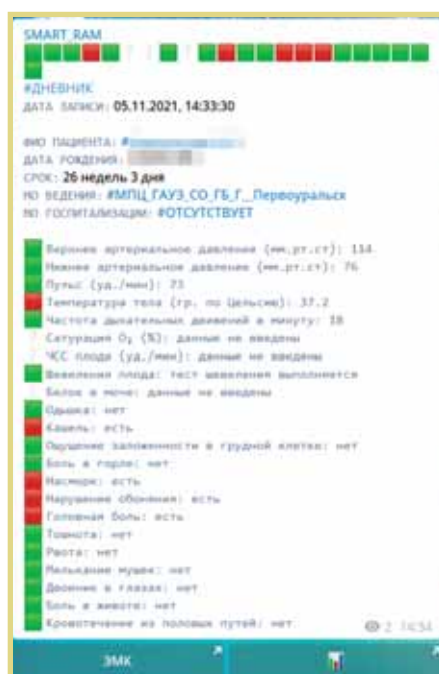 SMART_RAM
#ДНЕВНИК
ДАТА ЗАПИСИ: 05.11.2021, 14:33:30
ФИО ПАЦИЕНТА: #
ДАТА РОЖДЕНИЯ:
СРОК: 26 недель 3 дня
МО ВЕДЕНИЯ: #МПЦ_ГАУЗ_СО_ГБ_Г__Первоуральск
МО ГОСПИТАЛИЗАЦИИ: #ОТСУТСТВУЕТ
Верхнее артериальное давление (мм.рт.ст): 114
Нижнее артериальное давление (мм.рт.ст): 76
Пульс (уд./мин): 73
Температура тела (гр. по Цельсию): 37.2
Частота дыхательных движений в минуту: 18
? Сатурация O₂ (%): данные не введены
? ЧСС плода (уд./мин): данные не введены
Шевеления плода: тест шевеления выполняется
Белок в моче: данные не введены
Одышка: нет
Кашель: есть
Ощущение заложенности в грудной клетке: нет
Боль в горле: нет
Насморк: есть
Нарушение обоняния: есть
Головная боль: есть
Тошнота: нет
Рвота: нет
Мелькание мушек: нет
Двоение в глазах: нет
Боль в животе: нет
Кровотечение из половых путей: нет
2 14:34
ЭМК